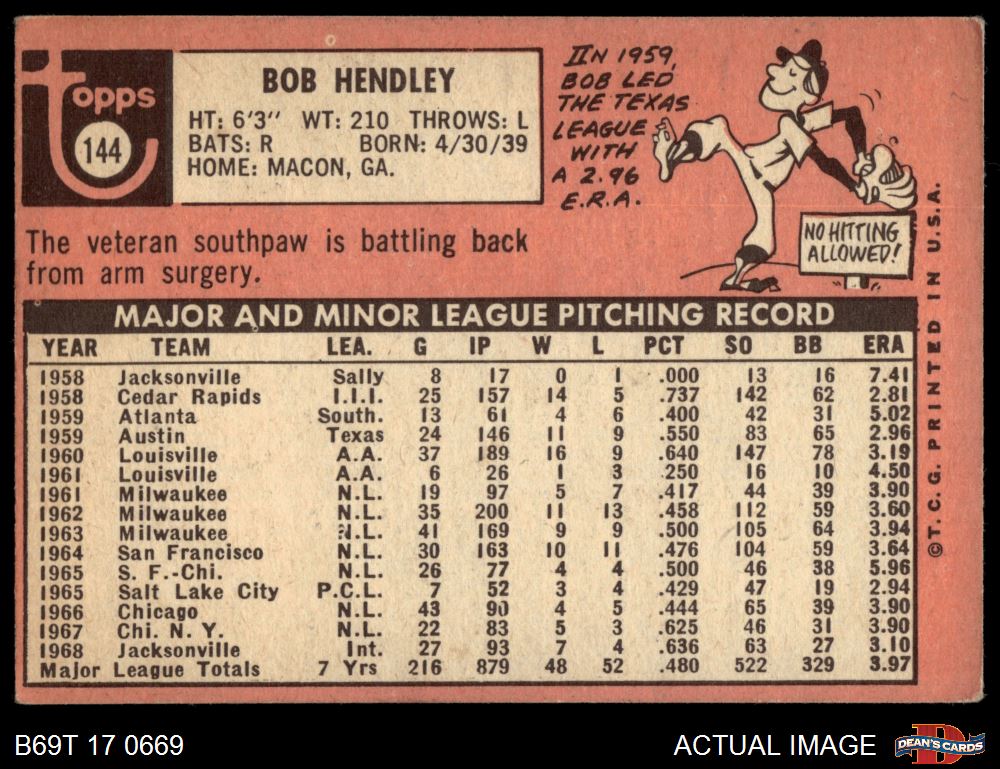 Topps
144
BOB HENDLEY
HT: 6'3" WT: 210 THROWS: L
BATS: R BORN: 4/30/39
HOME: MACON, GA.
IN 1959,
BOB LED
THE TEXAS
LEAGUE
WITH
A 2.96
E.R.A.
NO HITTING
ALLOWED!
The veteran southpaw is battling back
from arm surgery.
MAJOR AND MINOR LEAGUE PITCHING RECORD
YEAR TEAM LEA. G IP W L PCT SO BB ERA
1958 Jacksonville Sally 8 17 0 1 .000 13 16 7.41
1958 Cedar Rapids I.I.I. 25 157 14 5 .737 142 62 2.81
1959 Atlanta South. 13 61 4 6 .400 42 31 5.02
1959 Austin Texas 24 146 11 9 .550 83 65 2.96
1960 Louisville A.A. 37 189 16 9 .640 147 78 3.19
1961 Louisville A.A. 6 26 1 3 .250 16 10 4.50
1961 Milwaukee N.L. 19 97 5 7 .417 44 39 3.90
1962 Milwaukee N.L. 35 200 11 13 .458 112 59 3.60
1963 Milwaukee N.L. 41 169 9 9 .500 105 64 3.94
1964 San Francisco N.L. 30 163 10 11 .476 104 59 3.64
1965 S. F.-Chi. N.L. 26 77 4 4 .500 46 38 5.96
1965 Salt Lake City P.C.L. 7 52 3 4 .429 47 19 2.94
1966 Chicago N.L. 43 90 4 5 .444 65 39 3.90
1967 Chi. N. Y. N.L. 22 83 5 3 .625 46 31 3.90
1968 Jacksonville Int. 27 93 7 4 .636 63 27 3.10
Major League Totals 7 Yrs 216 879 48 52 .480 522 329 3.97
©T. C. G. PRINTED IN U.S.A.
B69T 17 0669
ACTUAL IMAGE
D
DEAN'S CARDS